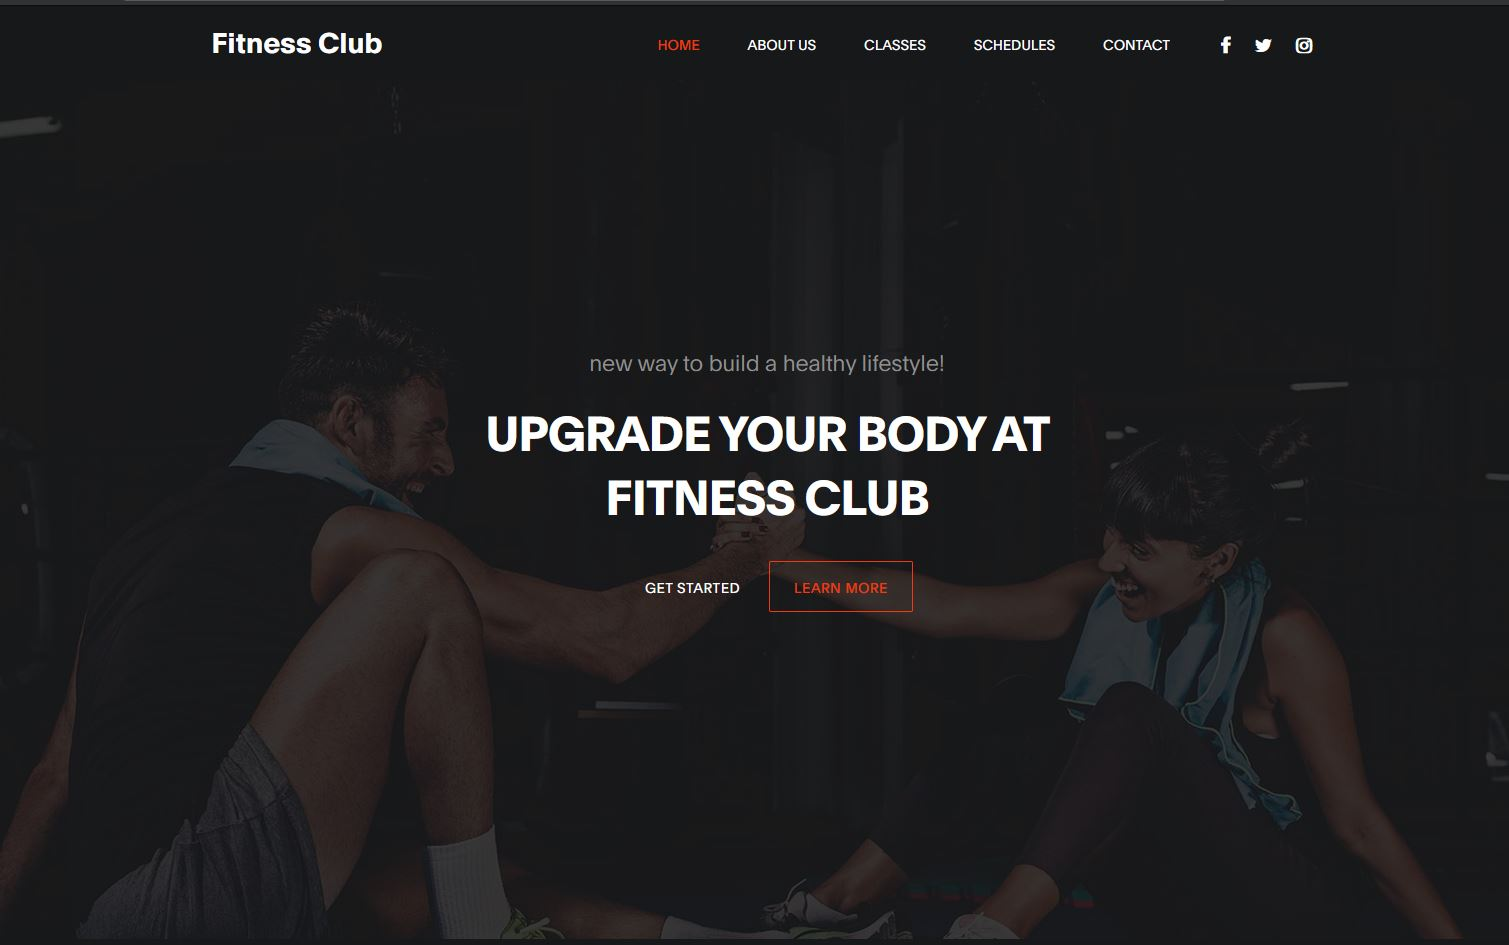 Fitness Club
HOME ABOUT US CLASSES SCHEDULES CONTACT
new way to build a healthy lifestyle!
UPGRADE YOUR BODY AT
FITNESS CLUB
GET STARTED LEARN MORE